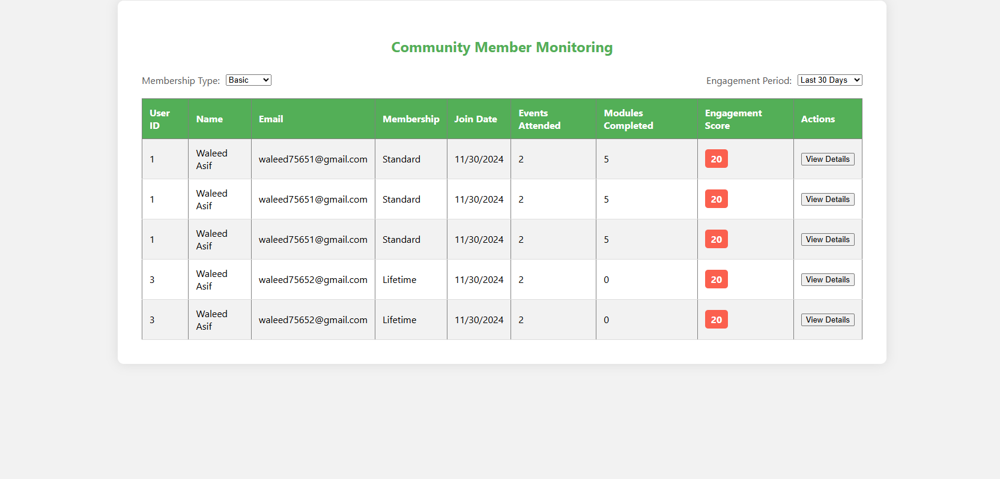 Community Member Monitoring
Membership Type: Basic
Engagement Period: Last 30 Days
User ID Name Email Membership Join Date Events Attended Modules Completed Engagement Score Actions
1 Waleed Asif waleed75651@gmail.com Standard 11/30/2024 2 5 20 View Details
1 Waleed Asif waleed75651@gmail.com Standard 11/30/2024 2 5 20 View Details
1 Waleed Asif waleed75651@gmail.com Standard 11/30/2024 2 5 20 View Details
3 Waleed Asif waleed75652@gmail.com Lifetime 11/30/2024 2 0 20 View Details
3 Waleed Asif waleed75652@gmail.com Lifetime 11/30/2024 2 0 20 View Details